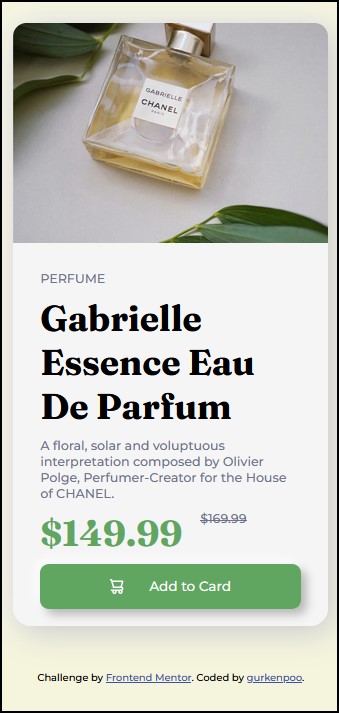 GABRIELLE
CHANEL
PARIS
PERFUME
Gabrielle
Essence Eau
De Parfum
A floral, solar and voluptuous
interpretation composed by Olivier
Polge, Perfumer-Creator for the House
of CHANEL.
$149.99 $169.99
Add to Card
Challenge by Frontend Mentor. Coded by gurkenpoo.